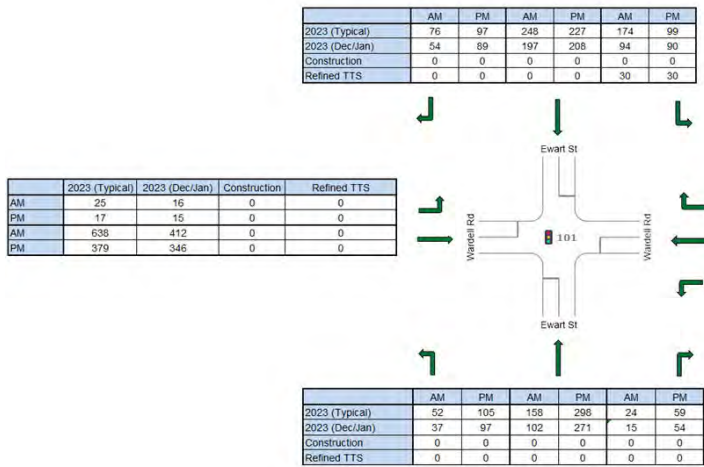 AM PM AM PM AM PM
2023 (Typical) 76 97 248 227 174 99
2023 (Dec/Jan) 54 89 197 208 94 90
Construction 0 0 0 0 0 0
Refined TTS 0 0 0 0 30 30
Ewart St
2023 (Typical) 2023 (Dec/Jan) Construction Refined TTS
AM 25 16 0 0
PM 17 15 0 0
AM 638 412 0 0
PM 379 346 0 0
Wardell Rd
101
Wardell Rd
Ewart St
AM PM AM PM AM PM
2023 (Typical) 52 105 158 298 24 59
2023 (Dec/Jan) 37 97 102 271 15 54
Construction 0 0 0 0 0 0
Refined TTS 0 0 0 0 0 0